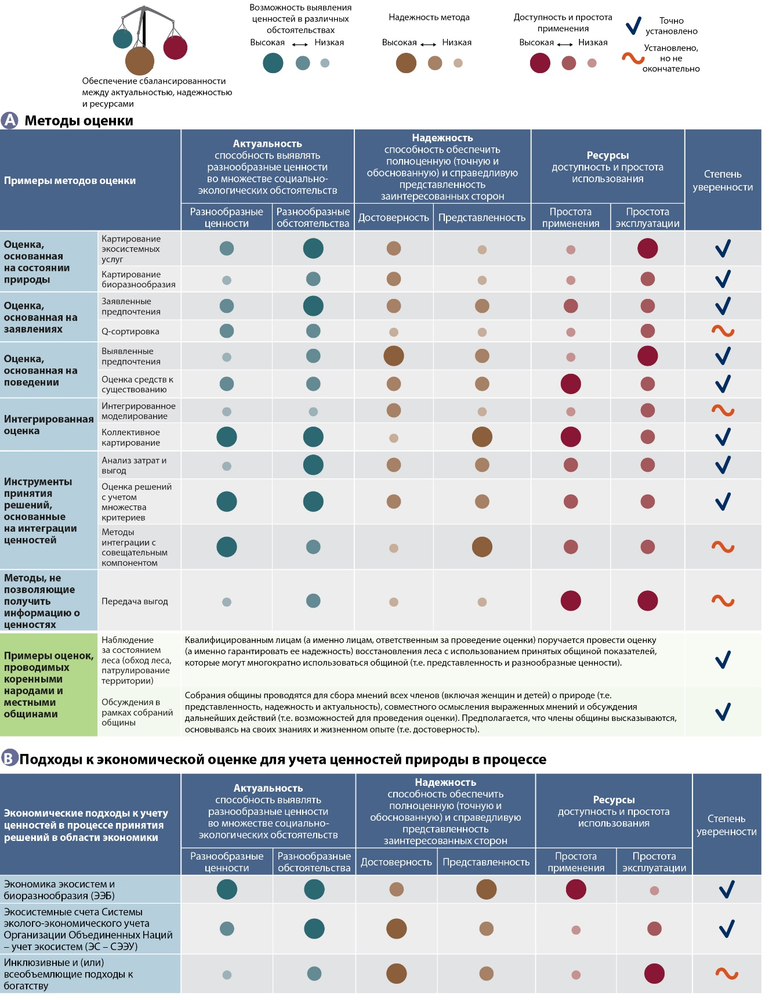 Возможность выявления
ценностей в различных
обстоятельствах
Высокая
Низкая
Надежность метода
Высокая
Низкая
Доступность и простота
применения
Высокая
Низкая
Точно
установлено
Установлено,
но не
окончательно
Обеспечение сбалансированности
между актуальностью, надежностью
и ресурсами
A Методы оценки
Примеры методов оценки
Актуальность
способность выявлять
разнообразные ценности
во множестве социально-
экологических обстоятельств
Надежность
способность обеспечить
полноценную (точную и
обоснованную) и справедливую
представленность
заинтересованных сторон
Ресурсы
доступность и простота
использования
Степень
уверенности
Разнообразные
ценности
Разнообразные
обстоятельства
Достоверность
Представленность
Простота
применения
Простота
эксплуатации
Оценка,
основанная
на состоянии
природы
Картирование
экосистемных
услуг
Картирование
биоразнообразия
Оценка,
основанная на
заявлениях
Заявленные
предпочтения
Q-сортировка
Оценка,
основанная на
поведении
Выявленные
предпочтения
Оценка средств к
существованию
Интегрированная
оценка
Интегрированное
моделирование
Коллективное
картирование
Инструменты
принятия
решений,
основанные
на интеграции
ценностей
Анализ затрат и
выгод
Оценка решений
с учетом
множества
критериев
Методы
интеграции с
совещательным
компонентом
Методы, не
позволяющие
получить
информацию о
ценностях
Передача выгод
Примеры оценок,
проводимых
коренными
народами и
местными
общинами
Наблюдение
за состоянием
леса (обход леса,
патрулирование
территории)
Квалифицированным лицам (а именно лицам, ответственным за проведение оценки) поручается провести оценку
(а именно гарантировать ее надежность) восстановления леса с использованием принятых общиной показателей,
которые могут многократно использоваться общиной (т.е. представленность и разнообразные ценности).
Обсуждения в
рамках собраний
общины
Собрания общины проводятся для сбора мнений всех членов (включая женщин и детей) о природе (т.е.
представленность, надежность и актуальность), совместного осмысления выраженных мнений и обсуждения
дальнейших действий (т.е. возможностей для проведения оценки). Предполагается, что члены общины высказываются,
основываясь на своих знаниях и жизненном опыте (т.е. достоверность).
B Подходы к экономической оценке для учета ценностей природы в процессе
Экономические подходы к учету
ценностей в процессе принятия
решений в области экономики
Актуальность
способность выявлять
разнообразные ценности
во множестве социально-
экологических обстоятельств
Надежность
способность обеспечить
полноценную (точную и
обоснованную) и справедливую
представленность
заинтересованных сторон
Ресурсы
доступность и простота
использования
Степень
уверенности
Разнообразные
ценности
Разнообразные
обстоятельства
Достоверность
Представленность
Простота
применения
Простота
эксплуатации
Экономика экосистем и
биоразнообразия (ЭЭБ)
Экосистемные счета Системы
эколого-экономического учета
Организации Объединенных Наций
– учет экосистем (ЭС – СЭЭУ)
Инклюзивные и (или)
всеобъемлющие подходы к
богатству